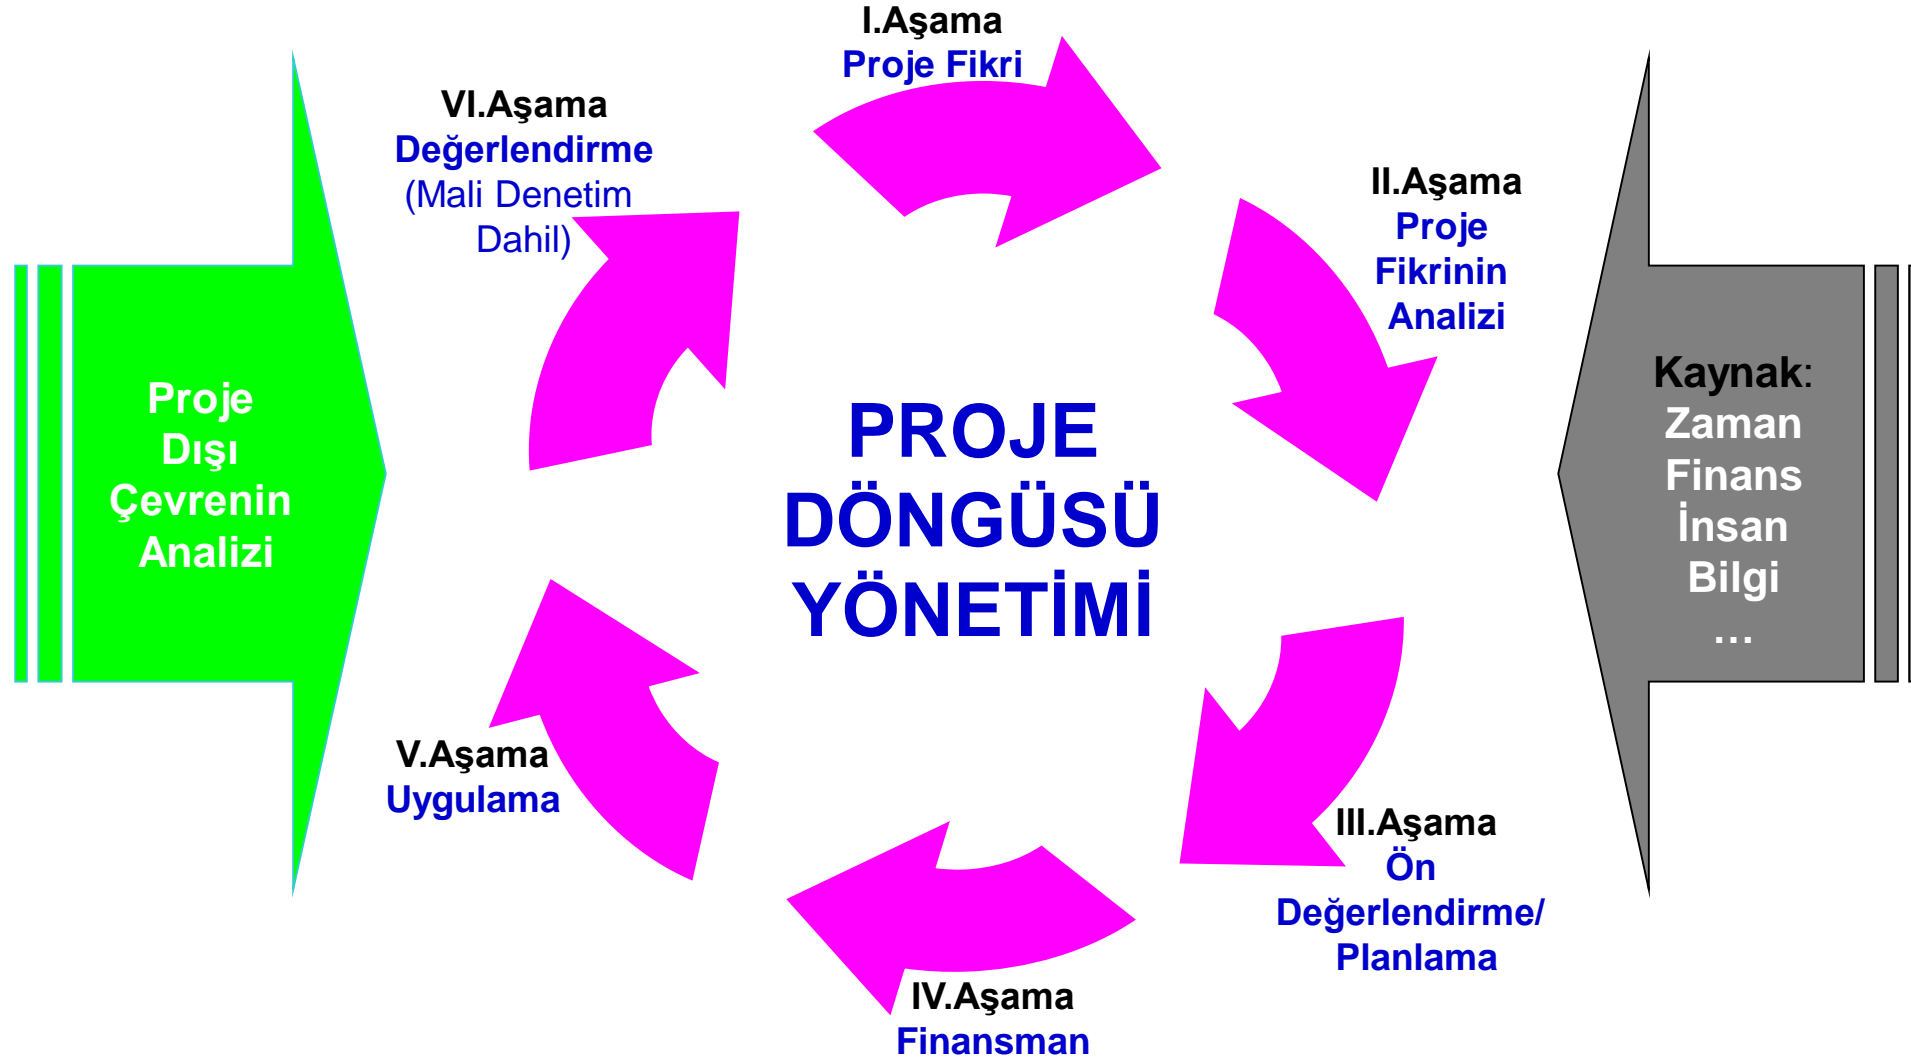 I.Aşama
Proje Fikri
VI.Aşama
Değerlendirme
(Mali Denetim
Dahil)
II.Aşama
Proje
Fikrinin
Analizi
Proje
Dışı
Çevrenin
Analizi
PROJE
DÖNGÜSÜ
YÖNETİMİ
Kaynak:
Zaman
Finans
İnsan
Bilgi
…
V.Aşama
Uygulama
III.Aşama
Ön
Değerlendirme/
Planlama
IV.Aşama
Finansman